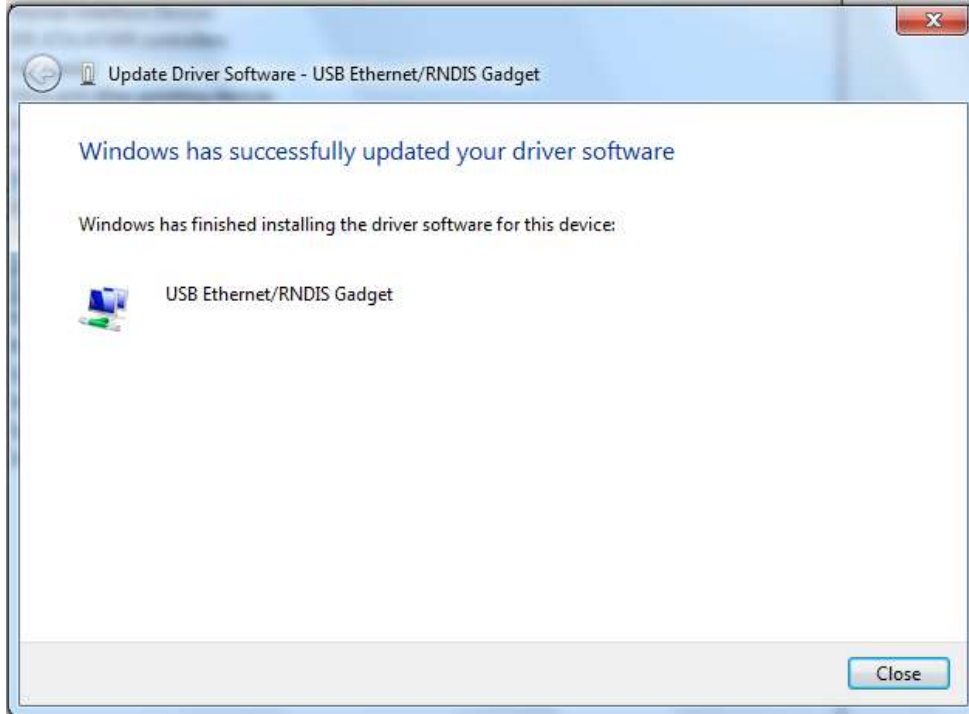 Update Driver Software - USB Ethernet/RNDIS Gadget
Windows has successfully updated your driver software
Windows has finished installing the driver software for this device:
USB Ethernet/RNDIS Gadget
Close